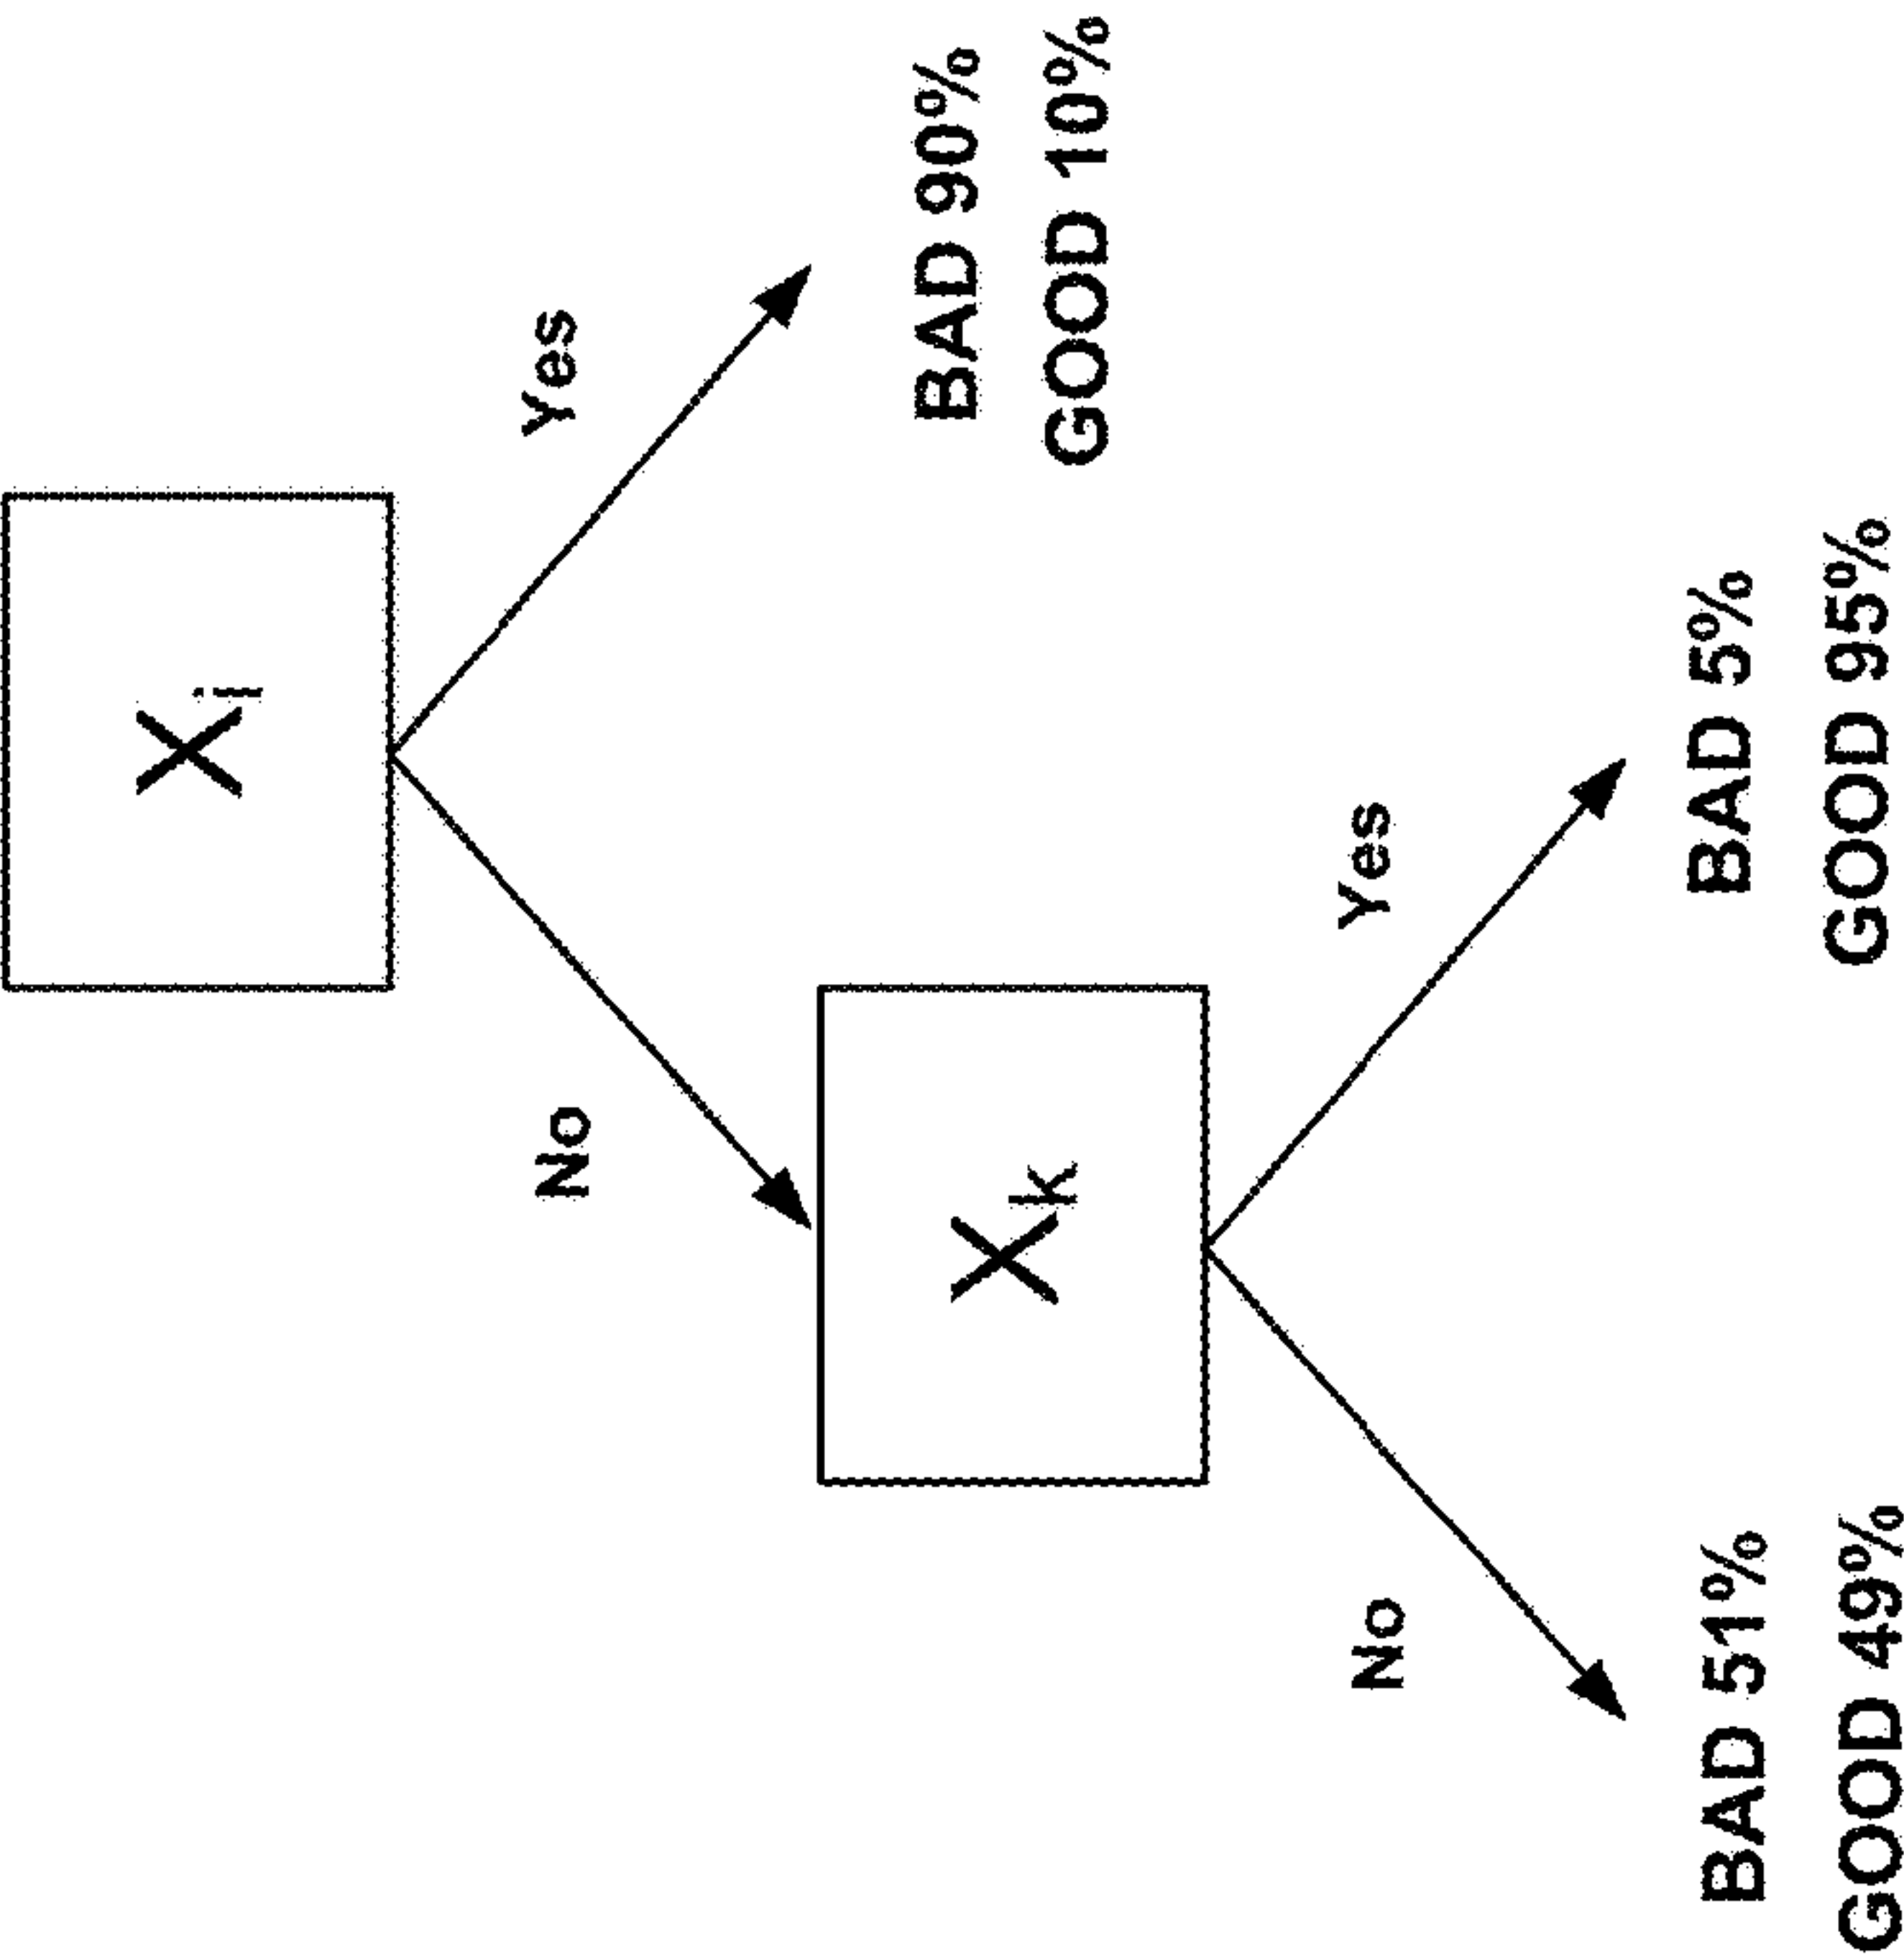 Xi
No
Yes
Xk
BAD 90%
GOOD 10%
No
Yes
BAD 51%
GOOD 49%
BAD 5%
GOOD 95%